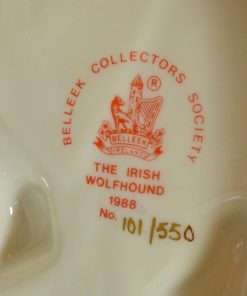 BELLEEK COLLECTORS SOCIETY
®
BELLEEK
IRELAND
THE IRISH
WOLFHOUND
1988
No. 101/550